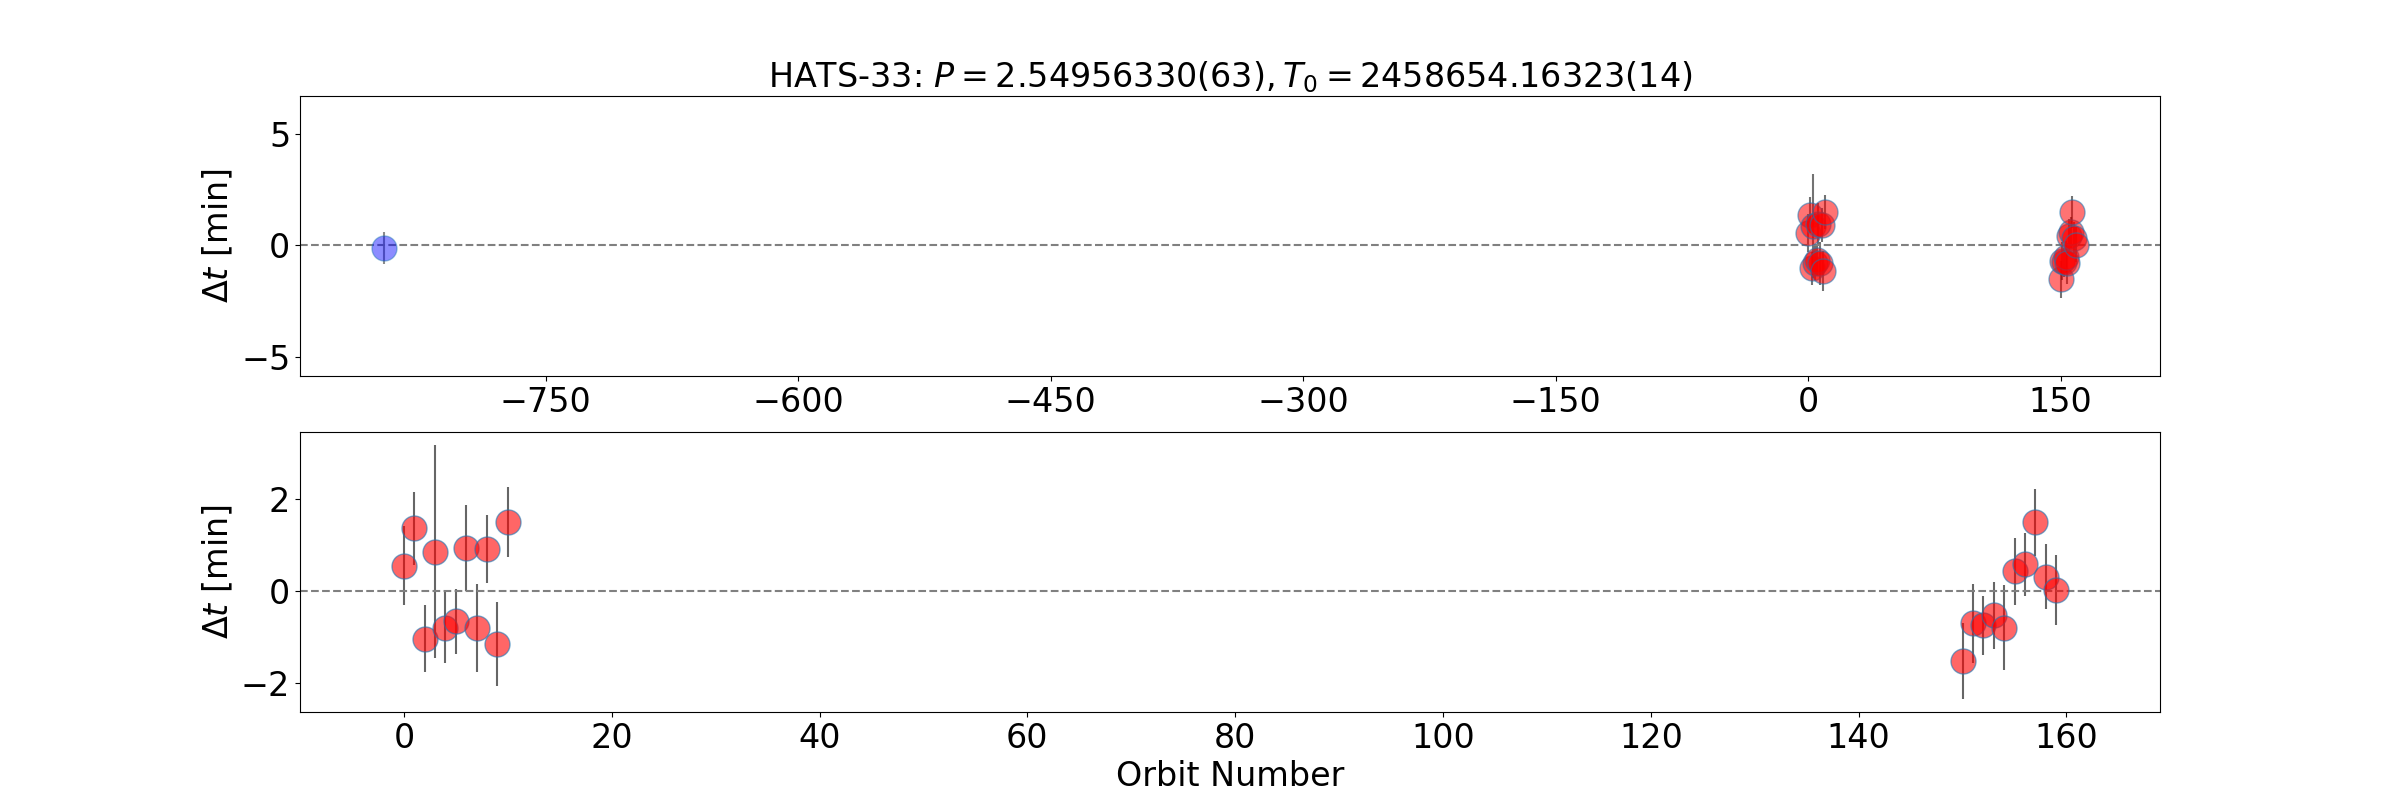 HATS-33: P = 2.54956330(63), T₀ = 2458654.16323(14)
Δt [min]
5
0
−5
−750 −600 −450 −300 −150 0 150
Δt [min]
2
0
−2
0 20 40 60 80 100 120 140 160
Orbit Number